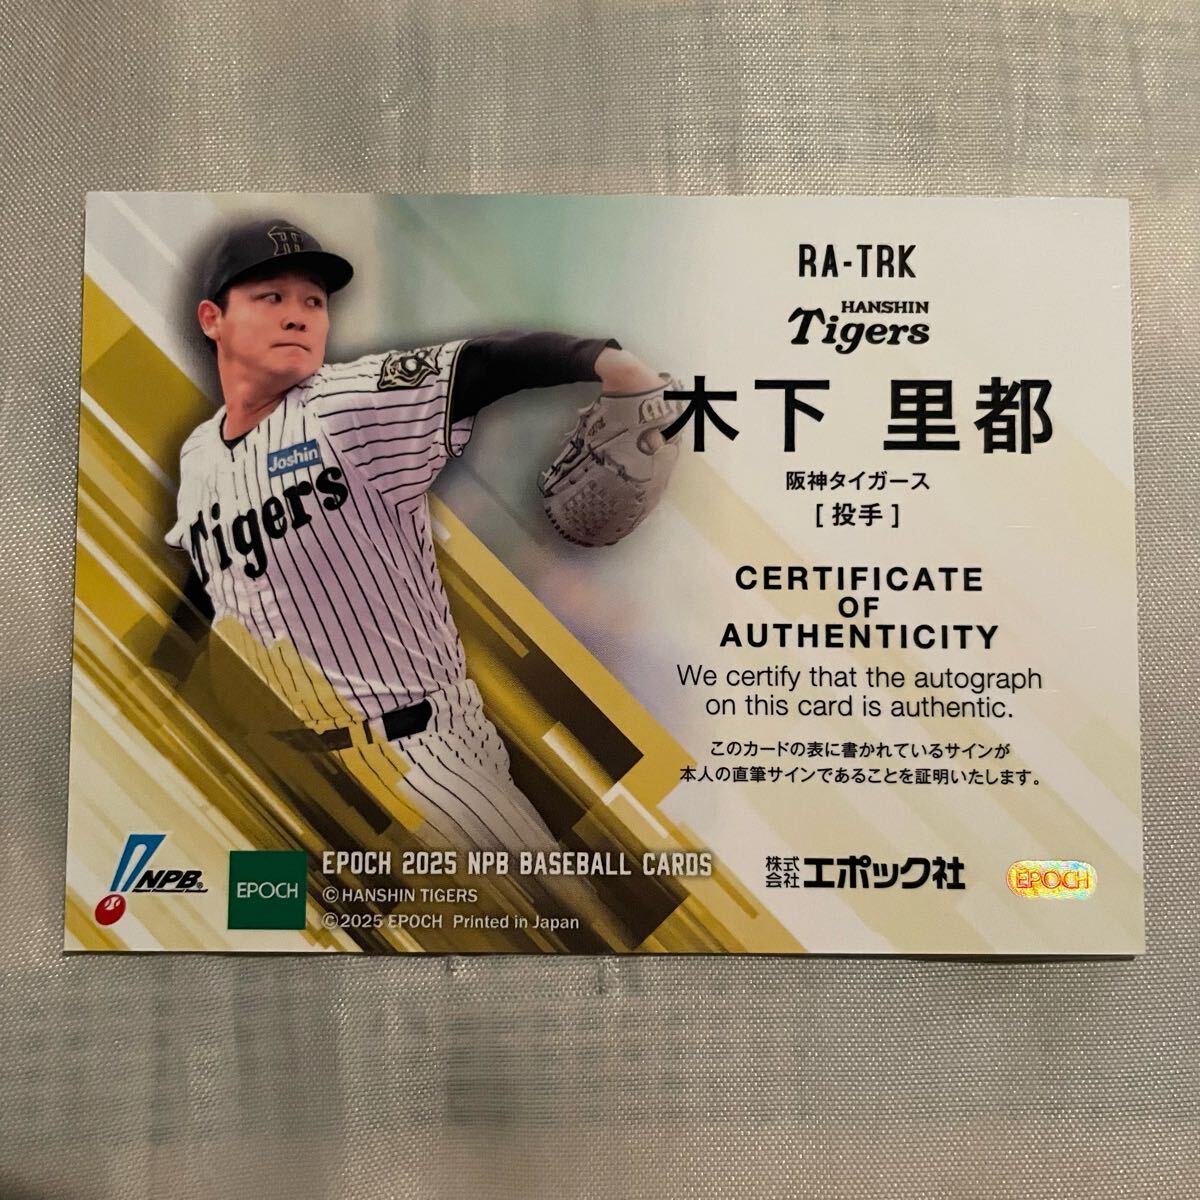 RA-TRK
HANSHIN
Tigers
木下 里都
阪神タイガース
[ 投手 ]
CERTIFICATE
OF
AUTHENTICITY
We certify that the autograph
on this card is authentic.
このカードの表に書かれているサインが
本人の直筆サインであることを証明いたします。
Joshin
Tigers
NPB
EPOCH
EPOCH 2025 NPB BASEBALL CARDS
©HANSHIN TIGERS
©2025 EPOCH Printed in Japan
株式会社エポック社
EPOCH